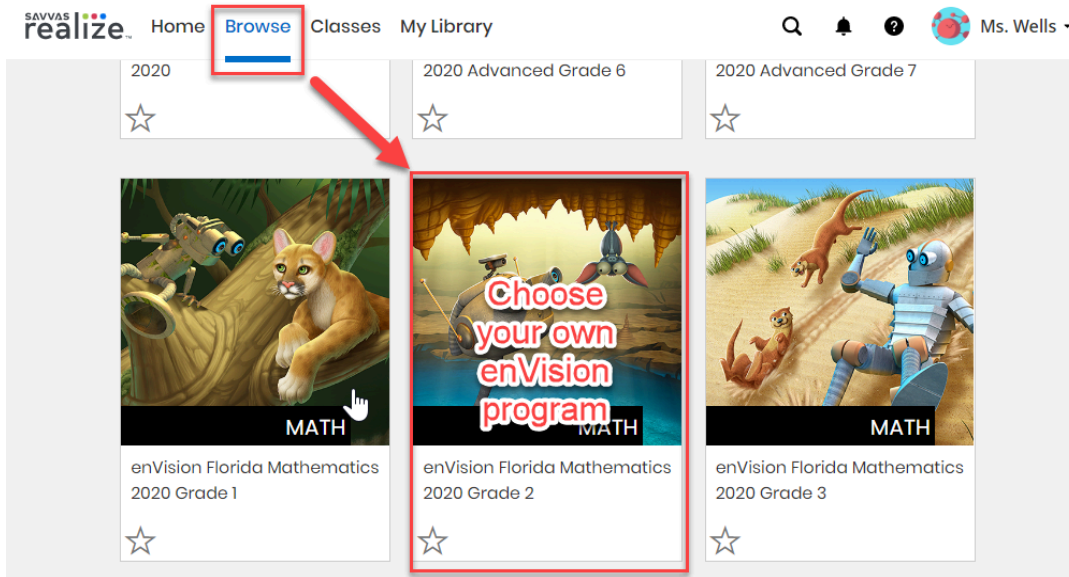 savvas
realize™ Home Browse Classes My Library Ms. Wells
2020 2020 Advanced Grade 6 2020 Advanced Grade 7
Choose
your own
enVision
program
MATH MATH MATH
enVision Florida Mathematics enVision Florida Mathematics enVision Florida Mathematics
2020 Grade 1 2020 Grade 2 2020 Grade 3